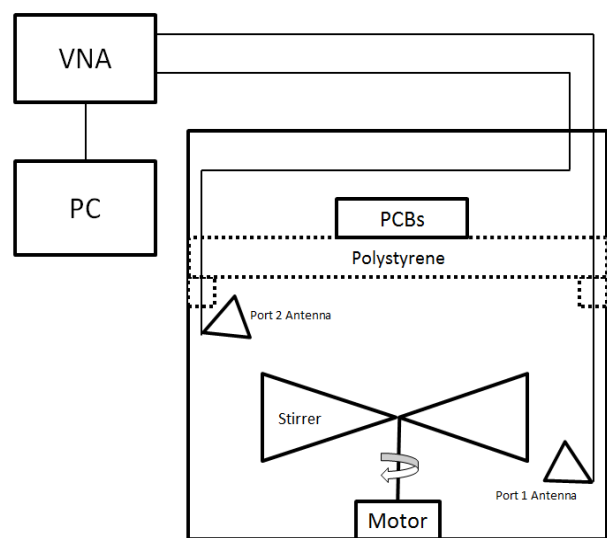 VNA
PC
PCBs
Polystyrene
Port 2 Antenna
Stirrer
Port 1 Antenna
Motor